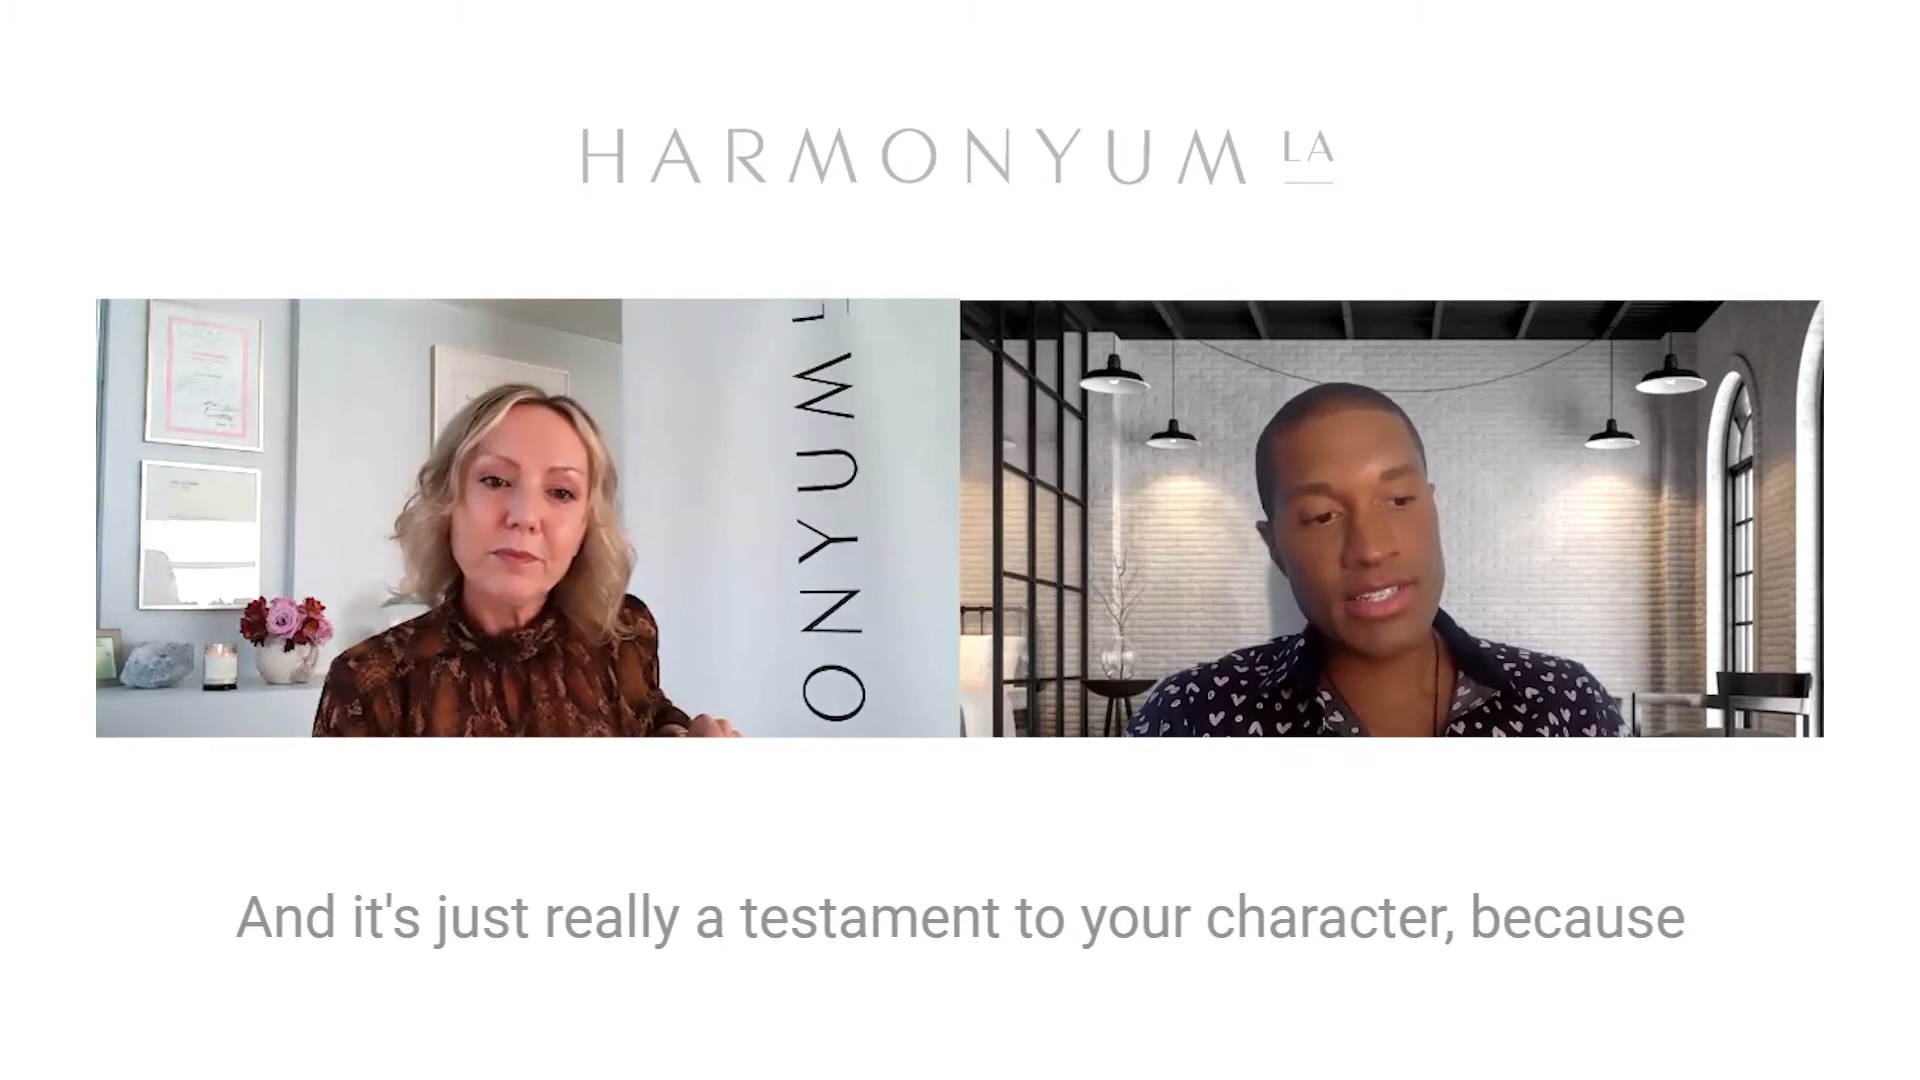 HARMONYUM LA
ONYUM L
And it's just really a testament to your character, because